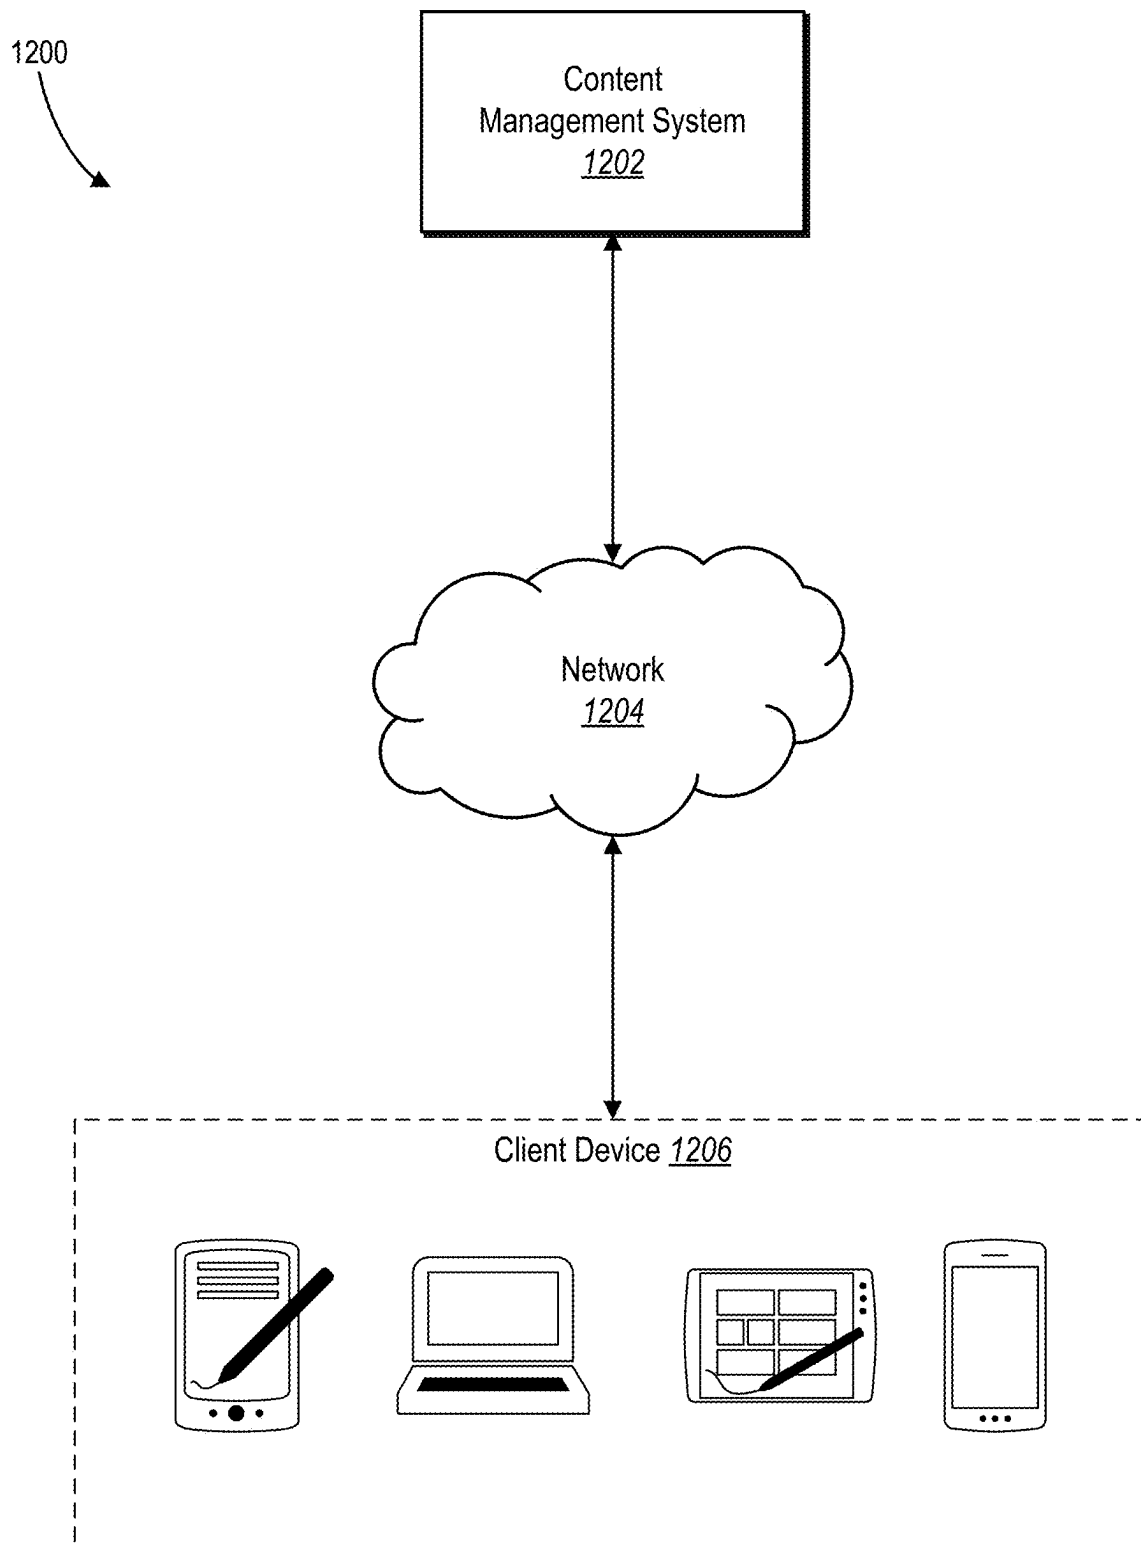 1200
Content
Management System
1202
Network
1204
Client Device 1206